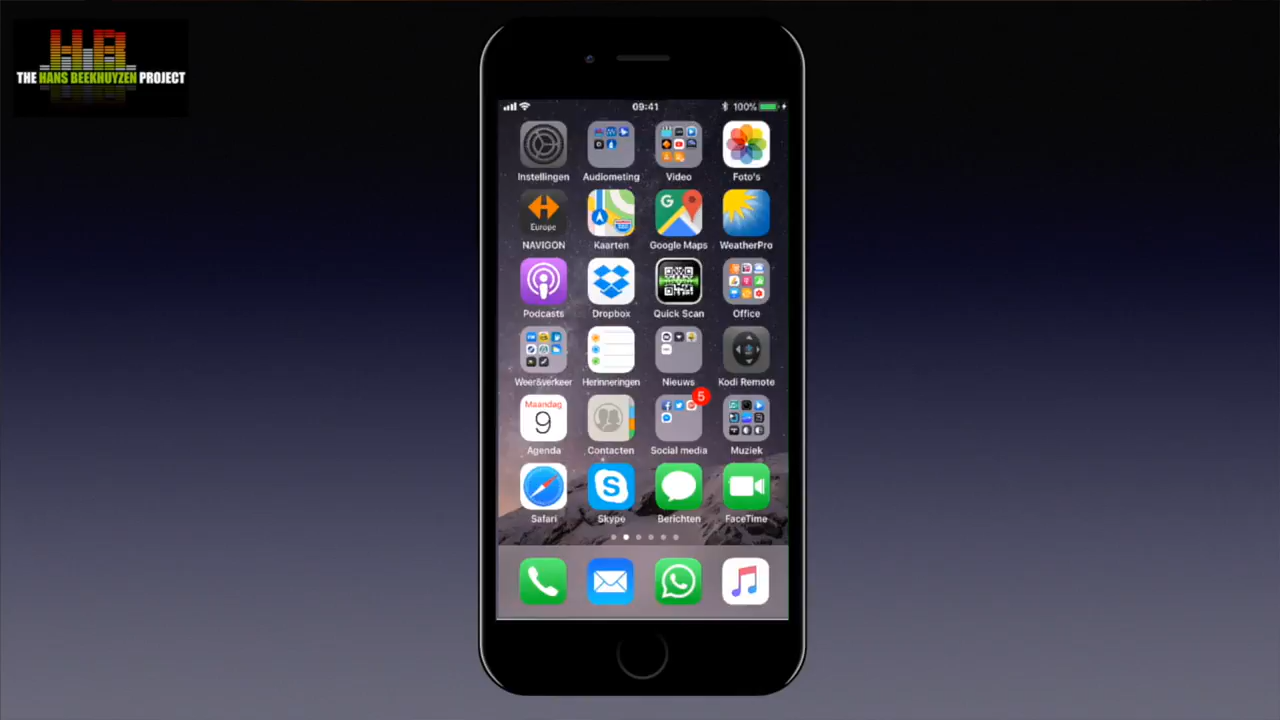 THE HANS BEEKHUYZEN PROJECT
09:41
100%
Instellingen
Audiometing
Video
Foto's
Europe
NAVIGON
Kaarten
G
Google Maps
WeatherPro
Podcasts
Dropbox
Quick Scan
Office
Weer&verkeer
Herinneringen
Nieuws
Kodi Remote
Maandag
9
5
Agenda
Contacten
Social media
Muziek
Safari
Skype
Berichten
FaceTime